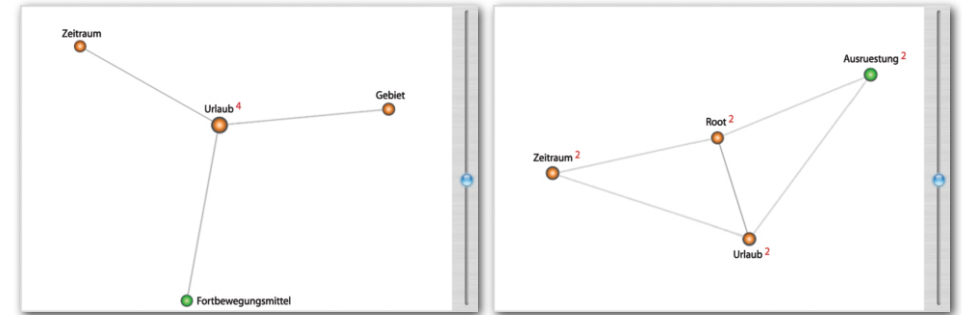 Zeitraum
Urlaub 4
Gebiet
Fortbewegungsmittel
Ausruestung 2
Root 2
Zeitraum 2
Urlaub 2